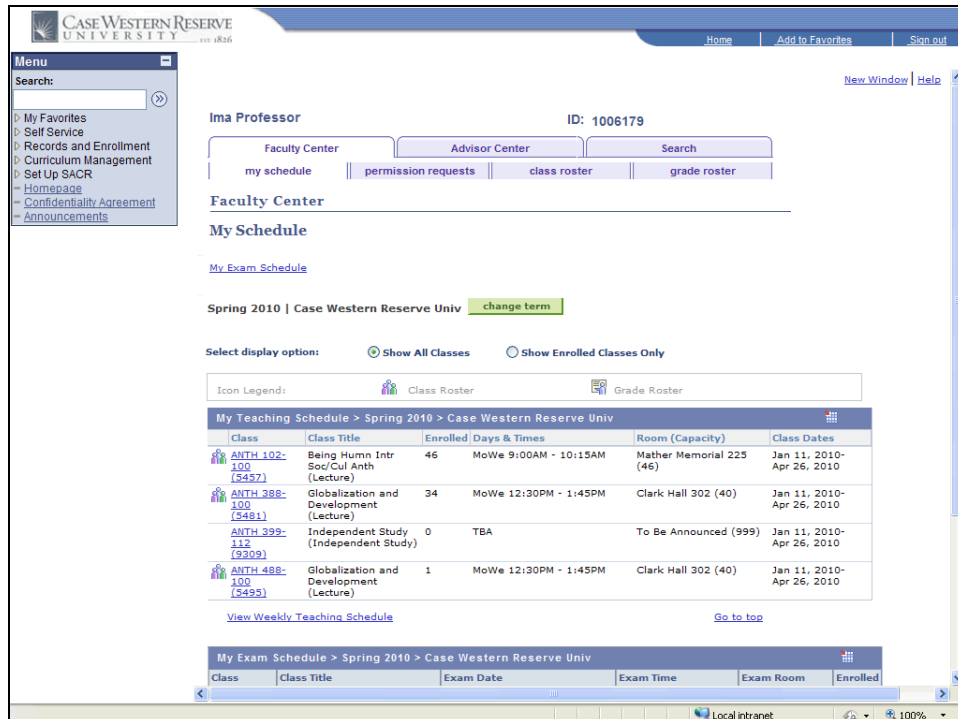 CASE WESTERN RESERVE
UNIVERSITY EST 1826
Home Add to Favorites Sign out
Menu
Search:
My Favorites
Self Service
Records and Enrollment
Curriculum Management
Set Up SACR
Homepage
Confidentiality Agreement
Announcements
New Window | Help
Ima Professor ID: 1006179
Faculty Center Advisor Center Search
my schedule permission requests class roster grade roster
Faculty Center
My Schedule
My Exam Schedule
Spring 2010 | Case Western Reserve Univ change term
Select display option: Show All Classes Show Enrolled Classes Only
Icon Legend: Class Roster Grade Roster
My Teaching Schedule > Spring 2010 > Case Western Reserve Univ
Class Class Title Enrolled Days & Times Room (Capacity) Class Dates
ANTH 102- Being Humn Intr 46 MoWe 9:00AM - 10:15AM Mather Memorial 225 Jan 11, 2010-
100 Soc/Cul Anth (46) Apr 26, 2010
(5457) (Lecture)
ANTH 388- Globalization and 34 MoWe 12:30PM - 1:45PM Clark Hall 302 (40) Jan 11, 2010-
100 Development Apr 26, 2010
(5481) (Lecture)
ANTH 399- Independent Study 0 TBA To Be Announced (999) Jan 11, 2010-
112 (Independent Study) Apr 26, 2010
(9309)
ANTH 488- Globalization and 1 MoWe 12:30PM - 1:45PM Clark Hall 302 (40) Jan 11, 2010-
100 Development Apr 26, 2010
(5495) (Lecture)
View Weekly Teaching Schedule Go to top
My Exam Schedule > Spring 2010 > Case Western Reserve Univ
Class Class Title Exam Date Exam Time Exam Room Enrolled
Local intranet 100%